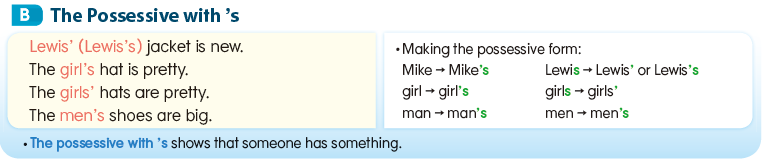 B The Possessive with ’s
Lewis’ (Lewis’s) jacket is new.
The girl’s hat is pretty.
The girls’ hats are pretty.
The men’s shoes are big.
• Making the possessive form:
Mike → Mike’s Lewis → Lewis’ or Lewis’s
girl → girl’s girls → girls’
man → man’s men → men’s
• The possessive with ’s shows that someone has something.